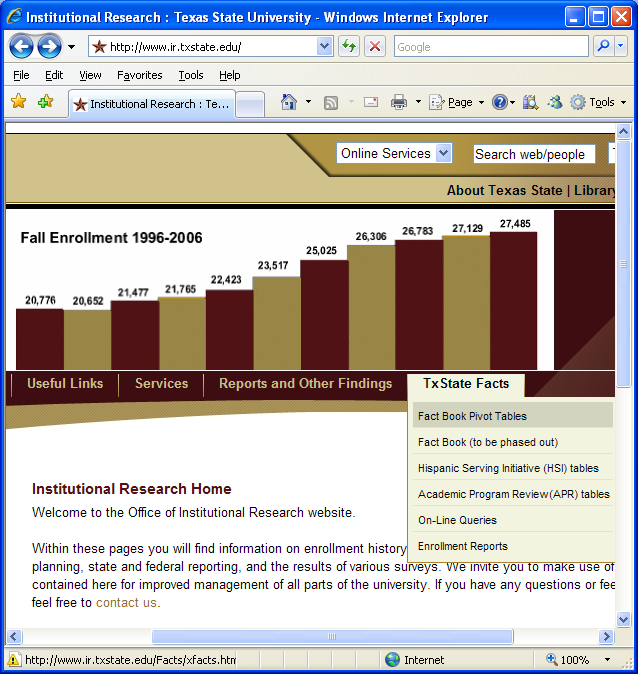 Institutional Research : Texas State University - Windows Internet Explorer
http://www.ir.txstate.edu/
Google
File Edit View Favorites Tools Help
Institutional Research : Te...
Page Tools
Online Services Search web/people
About Texas State | Library
Fall Enrollment 1996-2006
20,776 20,652 21,477 21,765 22,423 23,517 25,025 26,306 26,783 27,129 27,485
Useful Links Services Reports and Other Findings TxState Facts
Fact Book Pivot Tables
Fact Book (to be phased out)
Hispanic Serving Initiative (HSI) tables
Academic Program Review (APR) tables
On-Line Queries
Enrollment Reports
Institutional Research Home
Welcome to the Office of Institutional Research website.
Within these pages you will find information on enrollment history
planning, state and federal reporting, and the results of various surveys. We invite you to make use of
contained here for improved management of all parts of the university. If you have any questions or fee
feel free to contact us.
http://www.ir.txstate.edu/Facts/xfacts.htm Internet 100%